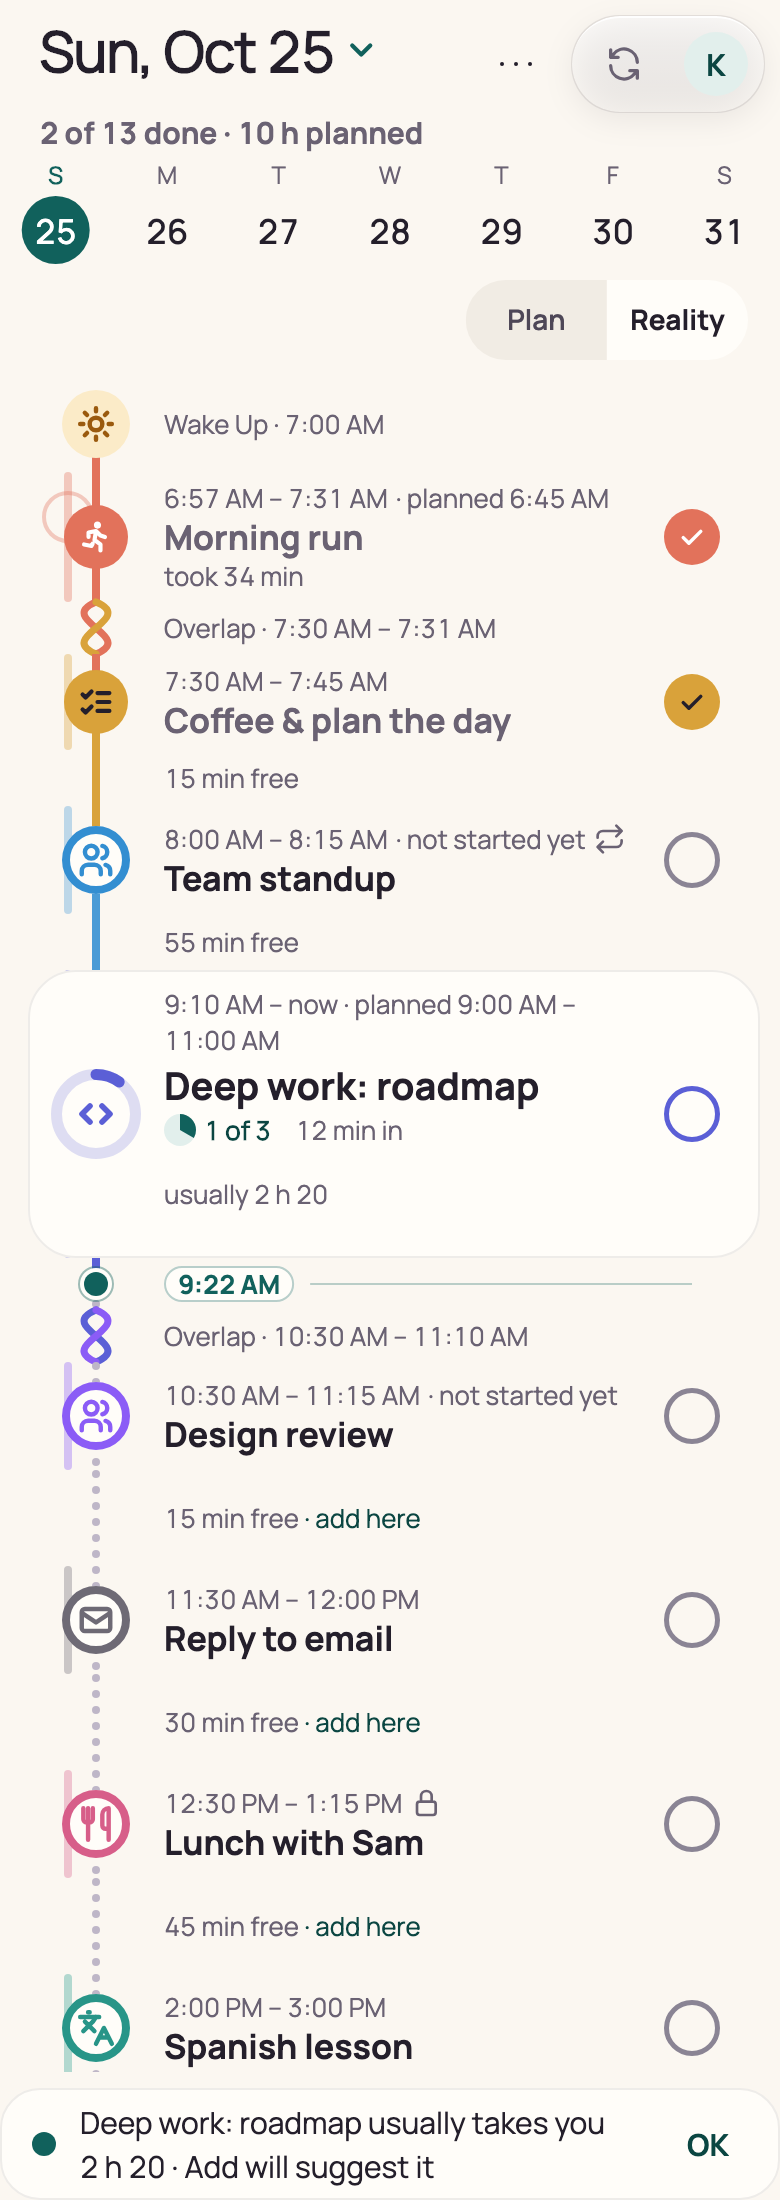 Sun, Oct 25
...
K
2 of 13 done · 10 h planned
S M T W T F S
25 26 27 28 29 30 31
Plan Reality
Wake Up · 7:00 AM
6:57 AM – 7:31 AM · planned 6:45 AM
Morning run
took 34 min
Overlap · 7:30 AM – 7:31 AM
7:30 AM – 7:45 AM
Coffee & plan the day
15 min free
8:00 AM – 8:15 AM · not started yet
Team standup
55 min free
9:10 AM – now · planned 9:00 AM –
11:00 AM
Deep work: roadmap
1 of 3 12 min in
usually 2 h 20
9:22 AM
Overlap · 10:30 AM – 11:10 AM
10:30 AM – 11:15 AM · not started yet
Design review
15 min free · add here
11:30 AM – 12:00 PM
Reply to email
30 min free · add here
12:30 PM – 1:15 PM
Lunch with Sam
45 min free · add here
2:00 PM – 3:00 PM
Spanish lesson
Deep work: roadmap usually takes you
2 h 20 · Add will suggest it
OK